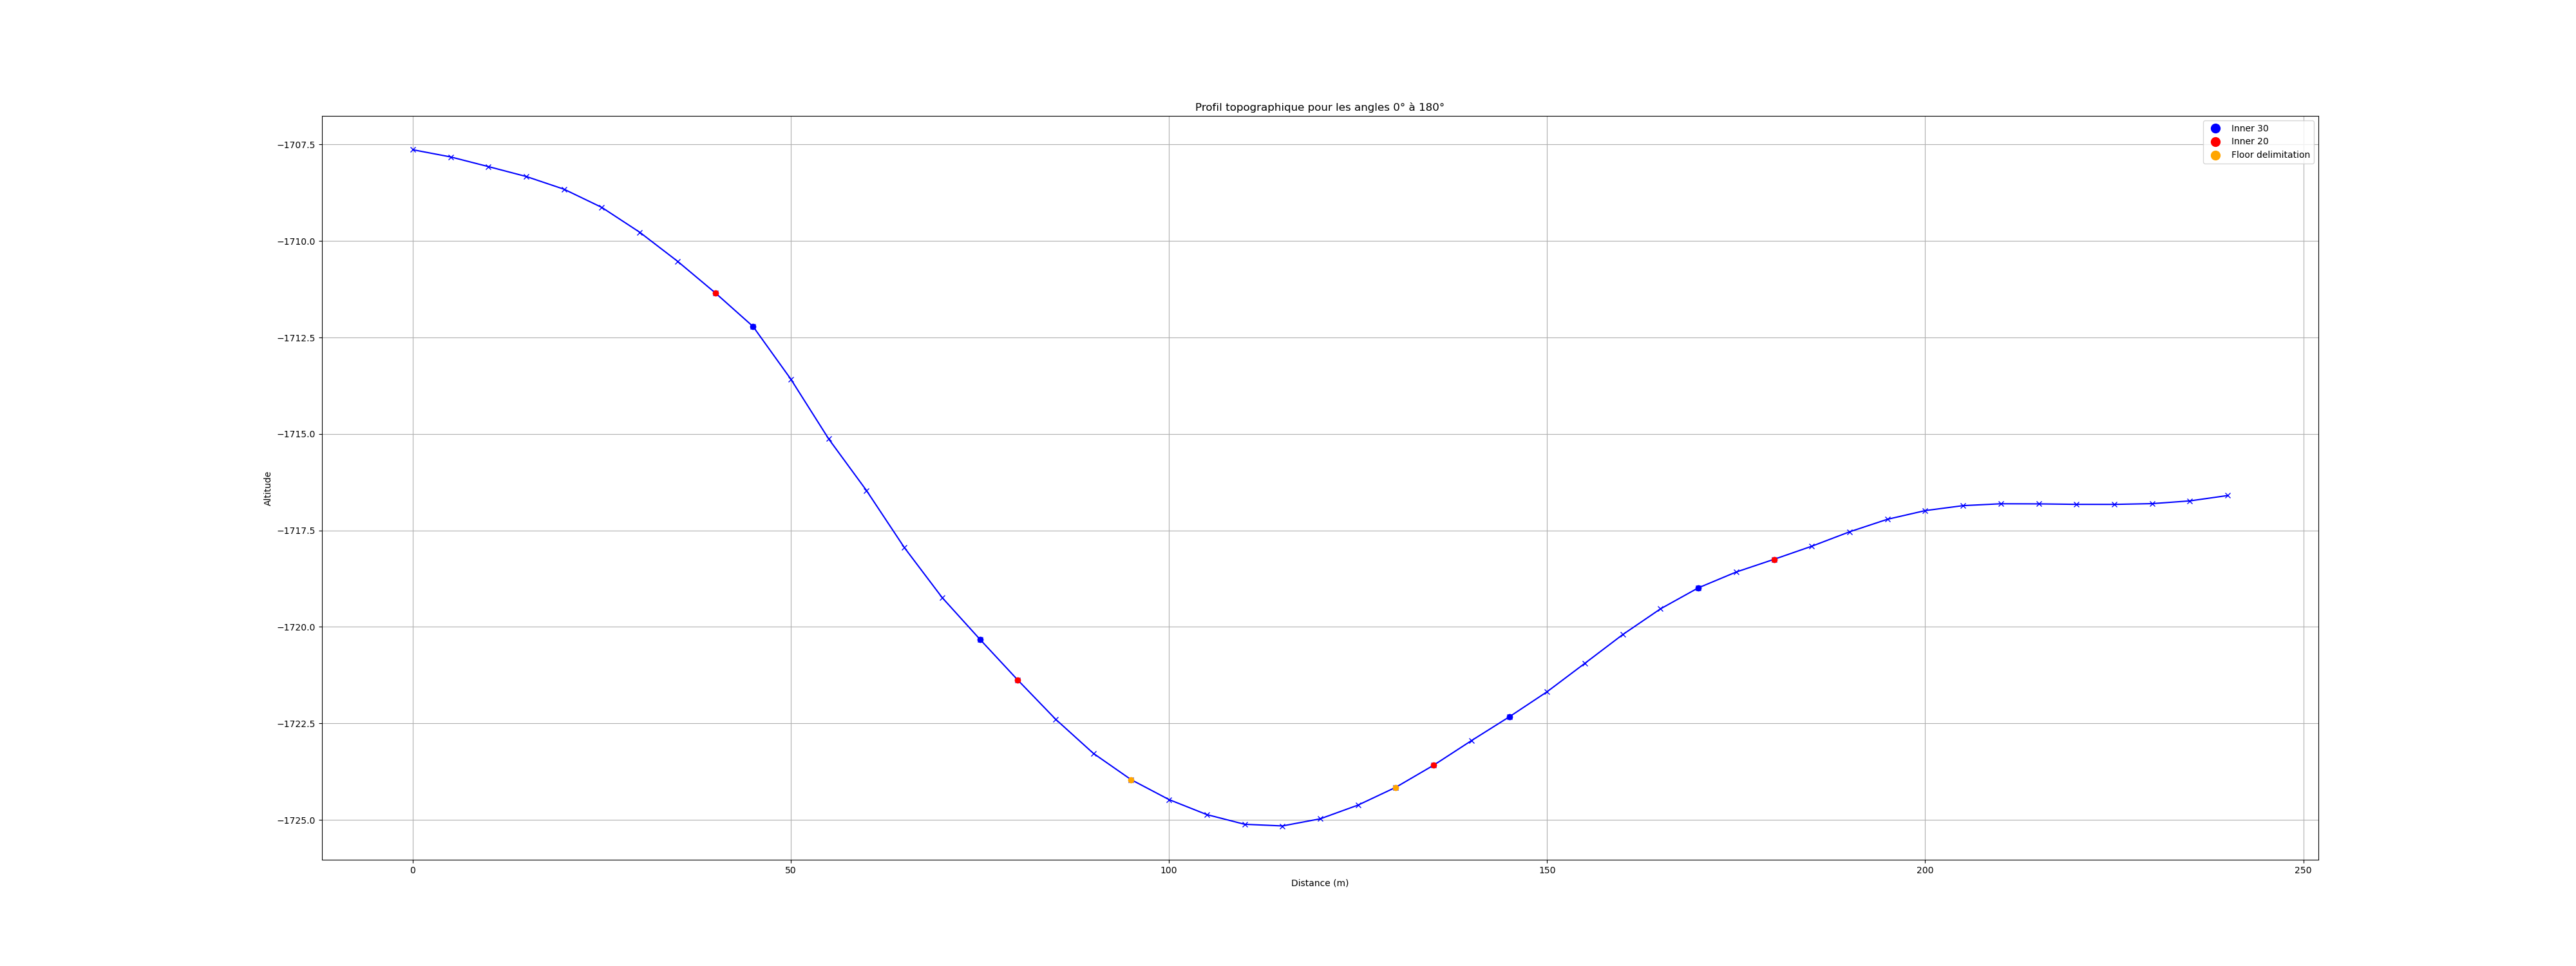 Profil topographique pour les angles 0° à 180°
Inner 30
Inner 20
Floor delimitation
−1707.5
−1710.0
−1712.5
−1715.0
−1717.5
−1720.0
−1722.5
−1725.0
Altitude
0 50 100 150 200 250
Distance (m)